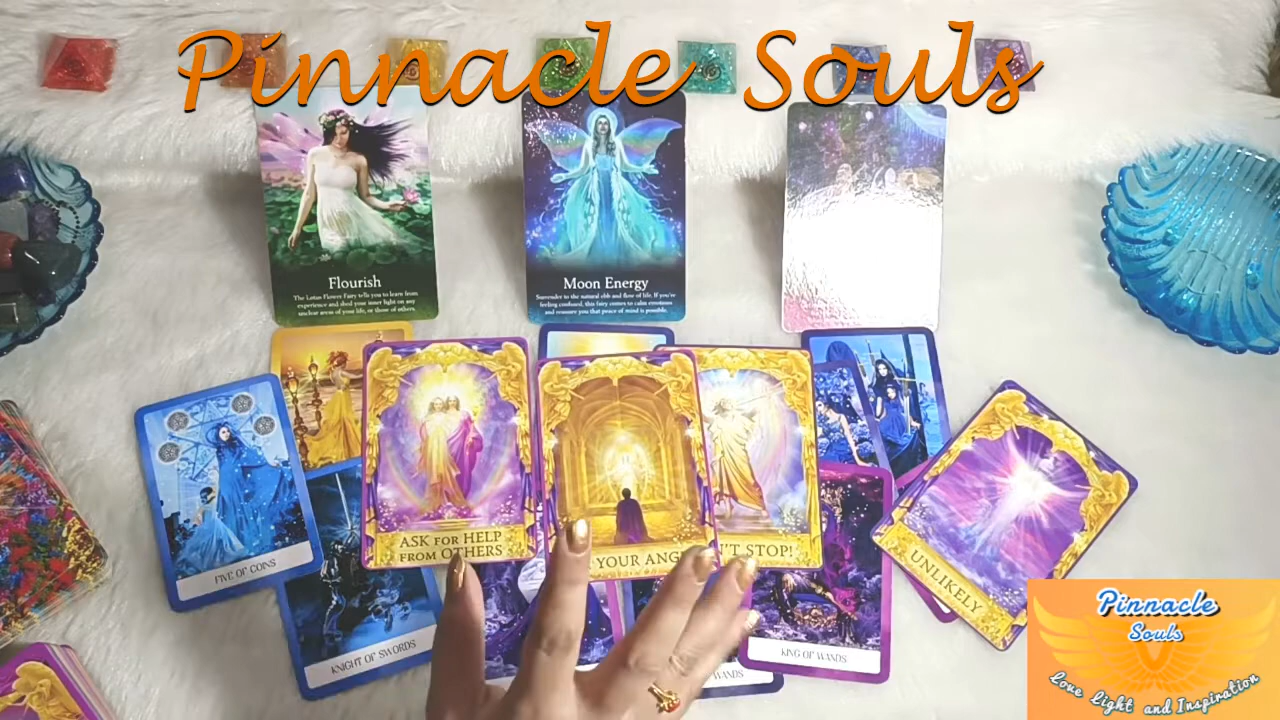 Pinnacle Souls
Flourish
The Lotus Flower Fairy tells you to learn from
experience and shed your inner light on any
unclear areas of your life, or those of others.
Moon Energy
Surrender to the natural ebb and flow of life. If you're
feeling confused, this fairy comes to calm emotions
and reassure you that peace of mind is possible.
ASK FOR HELP
FROM OTHERS
YOUR
STOP!
UNLIKELY
FIVE OF COINS
KNIGHT OF SWORDS
KING OF WANDS
WANDS
Pinnacle
Souls
Love Light and Inspiration